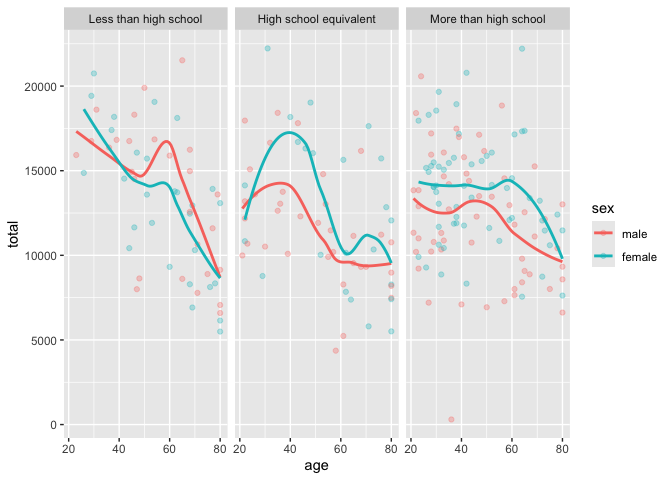 Less than high school
High school equivalent
More than high school
20000
15000
10000
5000
0
total
20 40 60 80
20 40 60 80
20 40 60 80
age
sex
male
female